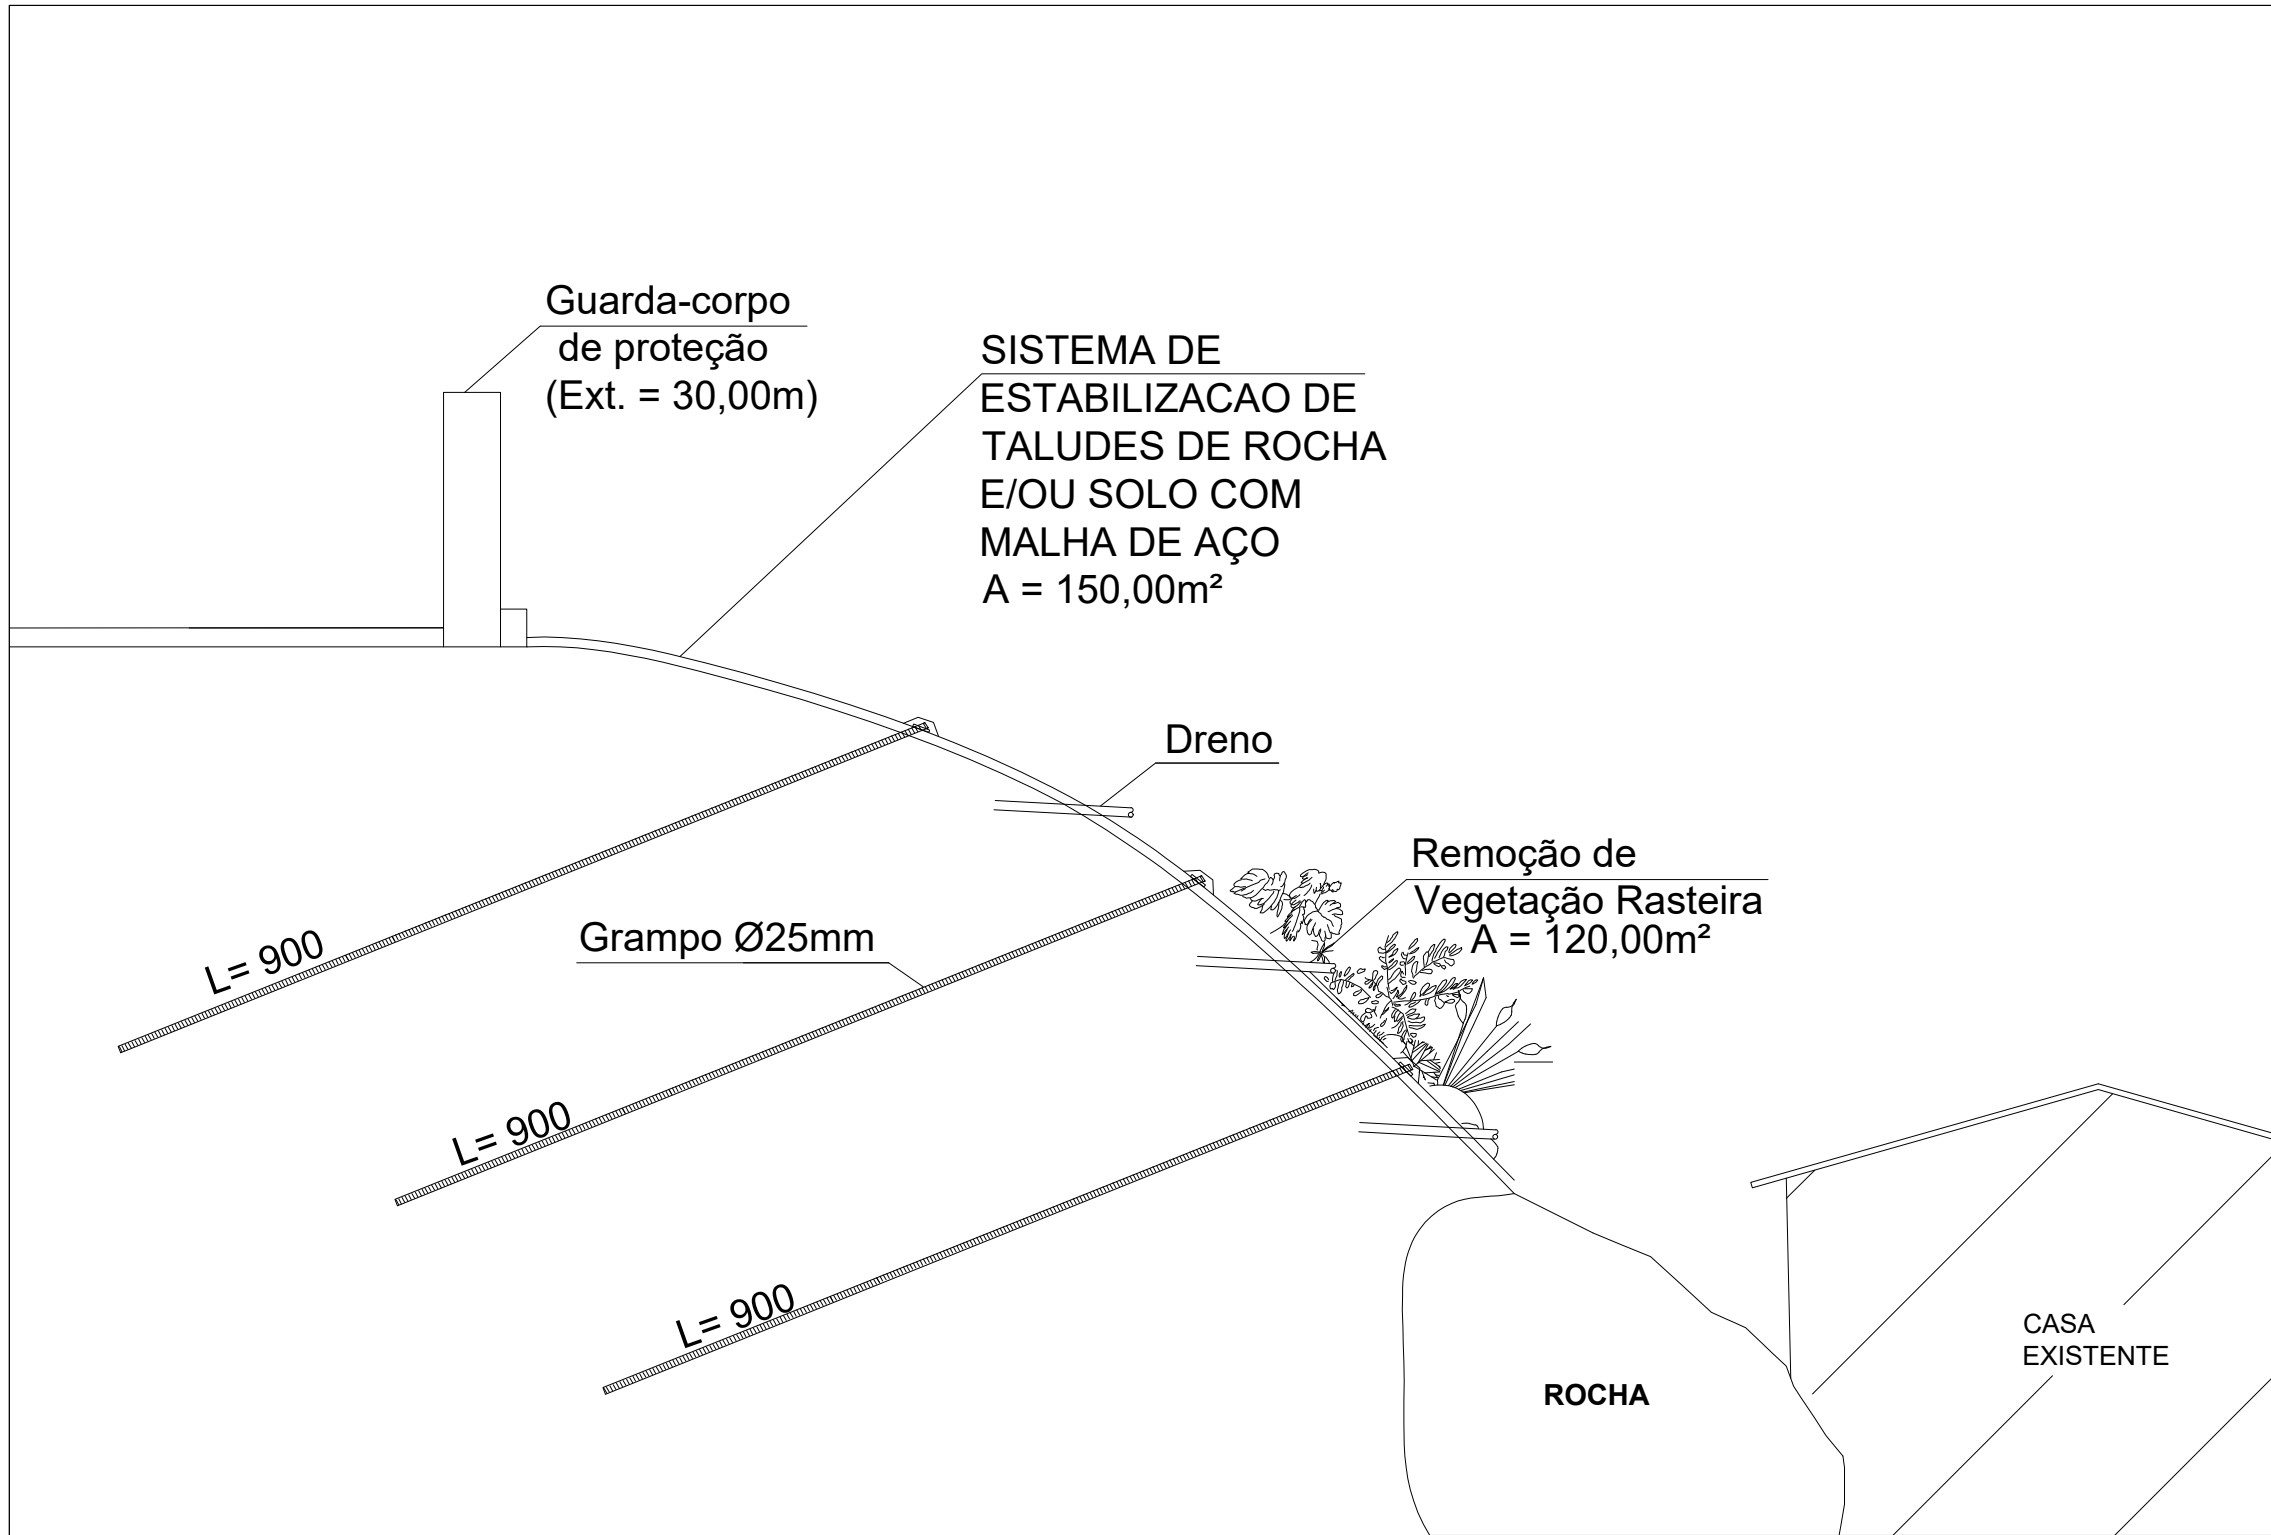 Guarda-corpo
de proteção
(Ext. = 30,00m)
SISTEMA DE
ESTABILIZACAO DE
TALUDES DE ROCHA
E/OU SOLO COM
MALHA DE AÇO
A = 150,00m²
Dreno
Remoção de
Vegetação Rasteira
A = 120,00m²
Grampo Ø25mm
L= 900
L= 900
L= 900
CASA
EXISTENTE
ROCHA